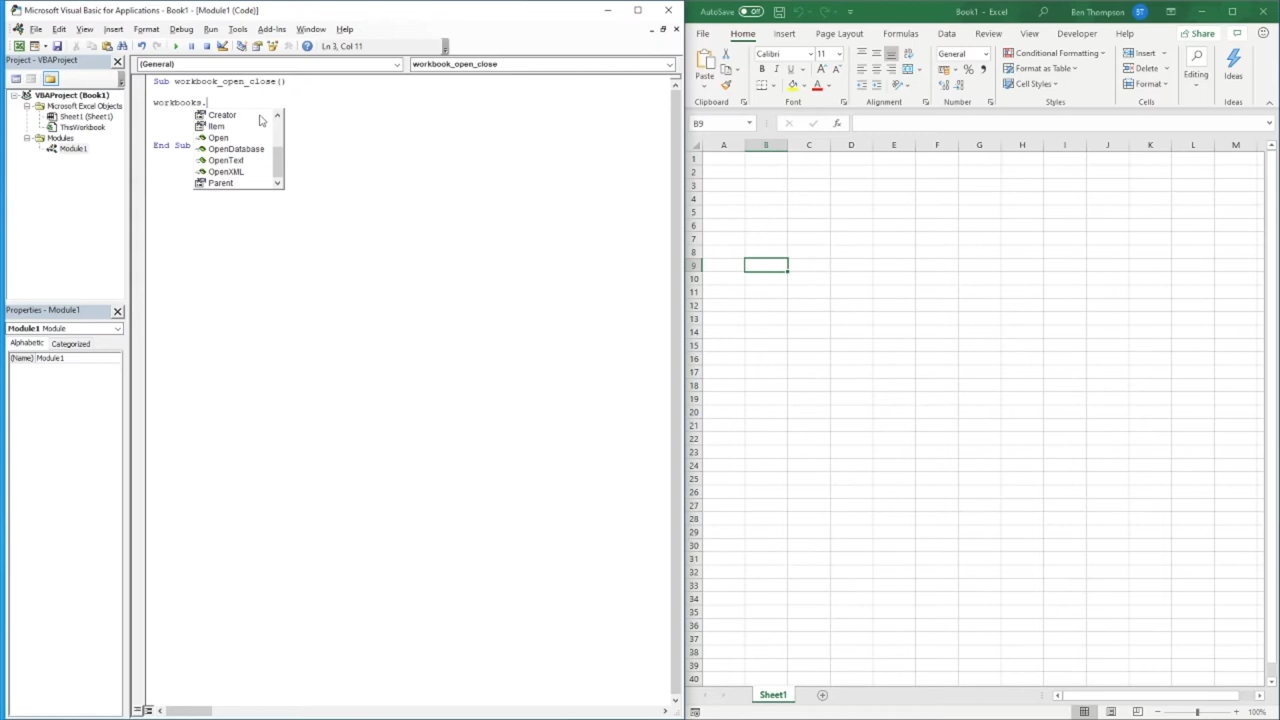 Microsoft Visual Basic for Applications - Book1 - [Module1 (Code)]
File Edit View Insert Format Debug Run Tools Add-Ins Window Help
Ln 3, Col 11
Project - VBAProject
VBAProject (Book1)
Microsoft Excel Objects
Sheet1 (Sheet1)
ThisWorkbook
Modules
Module1
Properties - Module1
Module1 Module
Alphabetic Categorized
(Name) Module1
(General) workbook_open_close
Sub workbook_open_close()
workbooks.
Creator
Item
Open
OpenDatabase
OpenText
OpenXML
Parent
End Sub
AutoSave Off Book1 - Excel Ben Thompson BT
File Home Insert Page Layout Formulas Data Review View Developer Help Share
Paste
Calibri 11
B I U
General
Conditional Formatting
Format as Table
Cell Styles
Insert
Delete
Format
Editing
Ideas
Clipboard Font Alignment Number Styles Cells Ideas
B9 fx
A B C D E F G H I J K L M
1
2
3
4
5
6
7
8
9
10
11
12
13
14
15
16
17
18
19
20
21
22
23
24
25
26
27
28
29
30
31
32
33
34
35
36
37
38
39
40
Sheet1
100%